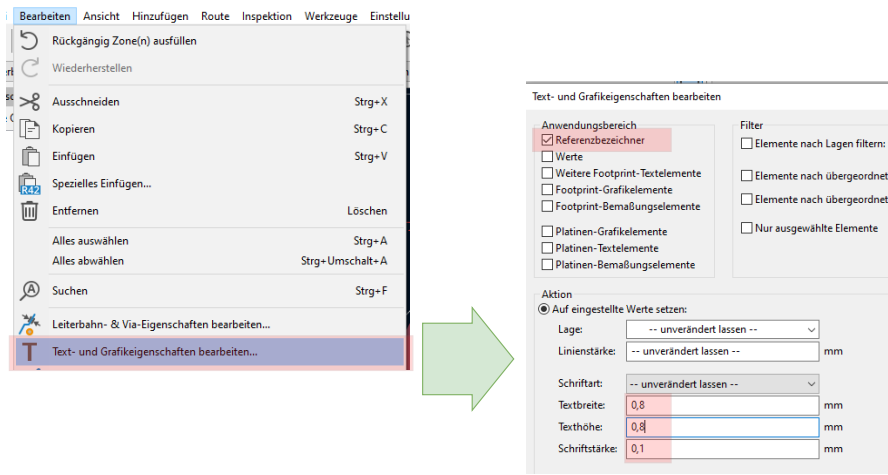 Bearbeiten Ansicht Hinzufügen Route Inspektion Werkzeuge Einstellu
Rückgängig Zone(n) ausfüllen
Wiederherstellen
Ausschneiden Strg+X
Kopieren Strg+C
Einfügen Strg+V
Spezielles Einfügen...
R42
Entfernen Löschen
Alles auswählen Strg+A
Alles abwählen Strg+Umschalt+A
Suchen Strg+F
Leiterbahn- & Via-Eigenschaften bearbeiten...
Text- und Grafikeigenschaften bearbeiten...
Text- und Grafikeigenschaften bearbeiten
Anwendungsbereich
Referenzbezeichner
Werte
Weitere Footprint-Textelemente
Footprint-Grafikelemente
Footprint-Bemaßungselemente
Platinen-Grafikelemente
Platinen-Textelemente
Platinen-Bemaßungselemente
Filter
Elemente nach Lagen filtern:
Elemente nach übergeordnet
Elemente nach übergeordnet
Nur ausgewählte Elemente
Aktion
Auf eingestellte Werte setzen:
Lage: -- unverändert lassen --
Linienstärke: -- unverändert lassen -- mm
Schriftart: -- unverändert lassen --
Textbreite: 0,8 mm
Texthöhe: 0,8 mm
Schriftstärke: 0,1 mm